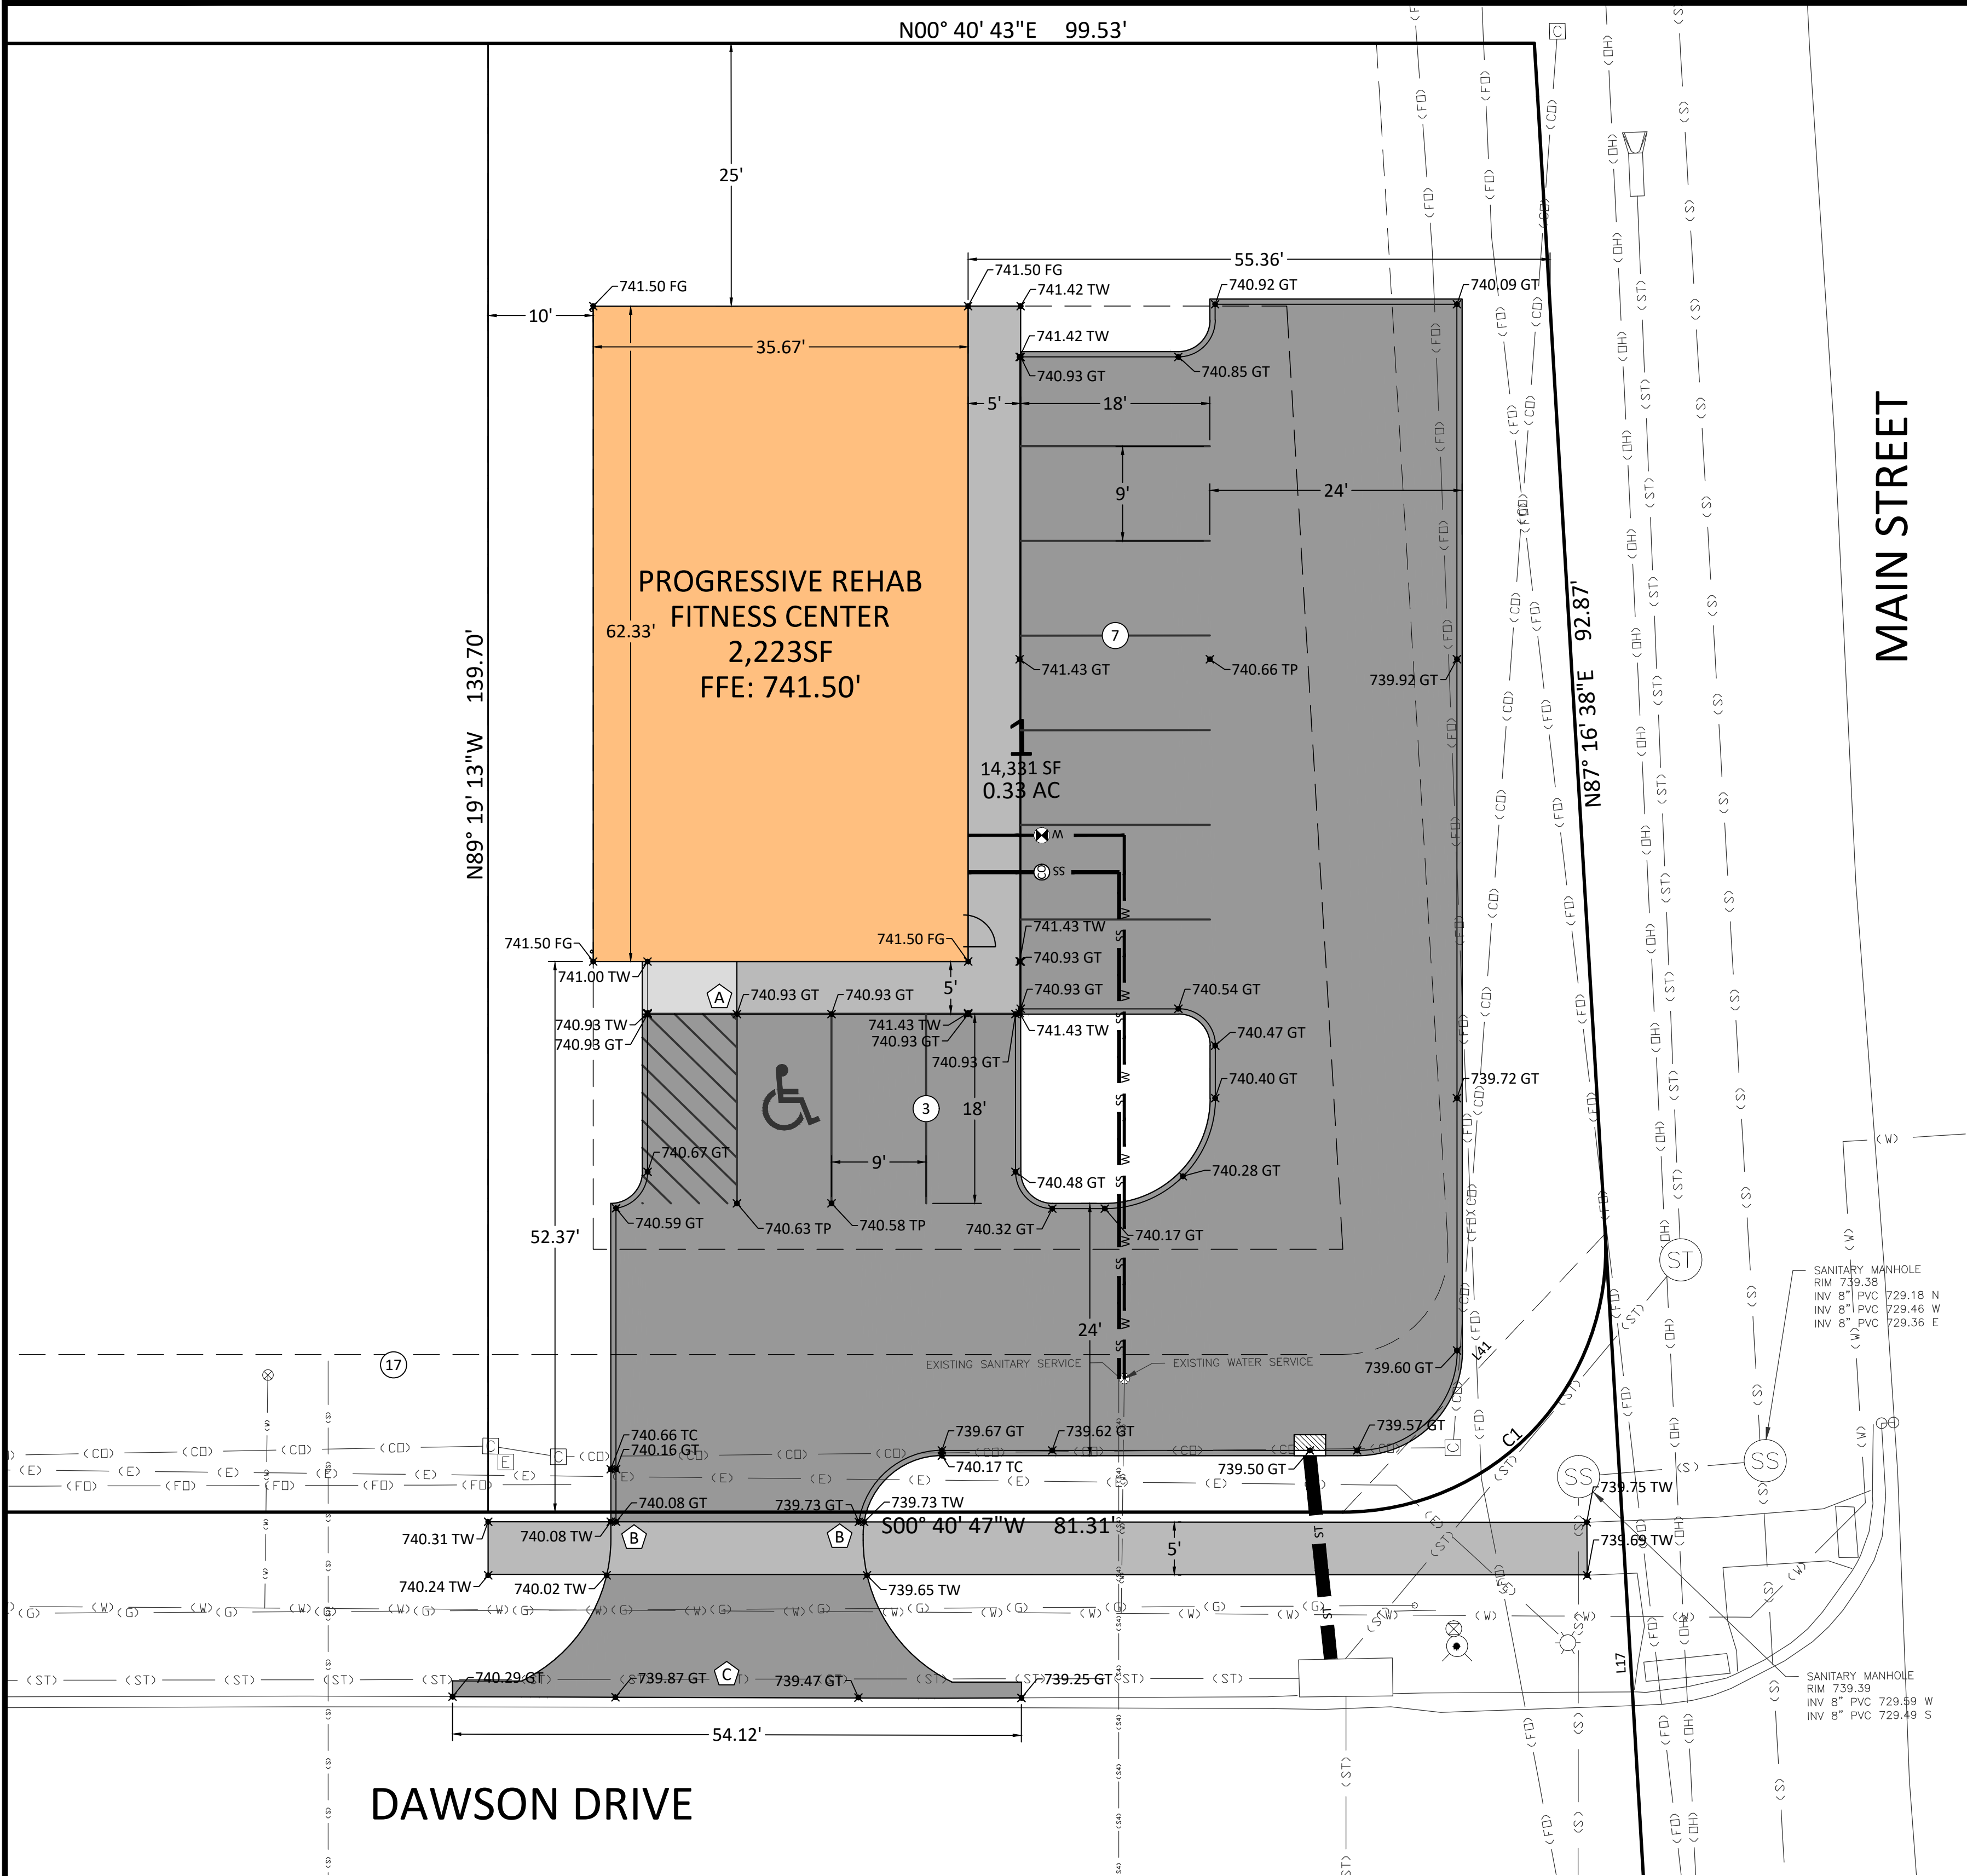 N00° 40' 43"E 99.53'
C
25'
55.36'
741.50 FG
741.50 FG
741.42 TW
740.92 GT
740.09 GT
10'
35.67'
741.42 TW
740.93 GT
740.85 GT
5'
18'
9'
24'
MAIN STREET
PROGRESSIVE REHAB
FITNESS CENTER
2,223SF
FFE: 741.50'
62.33'
7
741.43 GT
740.66 TP
739.92 GT
N89° 19' 13"W 139.70'
N87° 16' 38"E 92.87'
1
14,331 SF
0.33 AC
W
CO
SS
741.50 FG
741.50 FG
741.00 TW
741.43 TW
740.93 GT
5'
A
740.93 GT
740.93 GT
740.93 GT
740.54 GT
740.93 TW
740.93 GT
741.43 TW
740.93 GT
741.43 TW
740.93 GT
740.47 GT
740.40 GT
739.72 GT
3
18'
9'
740.67 GT
740.48 GT
740.28 GT
740.59 GT
740.63 TP
740.58 TP
740.32 GT
740.17 GT
52.37'
24'
ST
SANITARY MANHOLE
RIM 739.38
INV 8" PVC 729.18 N
INV 8" PVC 729.46 W
INV 8" PVC 729.36 E
17
EXISTING SANITARY SERVICE
EXISTING WATER SERVICE
739.60 GT
L41
740.66 TC
740.16 GT
739.67 GT
739.62 GT
739.57 GT
740.17 TC
739.50 GT
C1
C
E
C
C
SS
SS
740.08 GT
739.73 GT
739.73 TW
739.75 TW
740.31 TW
740.08 TW
B
B
S00° 40' 47"W 81.31'
ST
5'
739.69 TW
740.24 TW
740.02 TW
739.65 TW
ST
L17
740.29 GT
739.87 GT
C
739.47 GT
739.25 GT
54.12'
SANITARY MANHOLE
RIM 739.39
INV 8" PVC 729.59 W
INV 8" PVC 729.49 S
DAWSON DRIVE